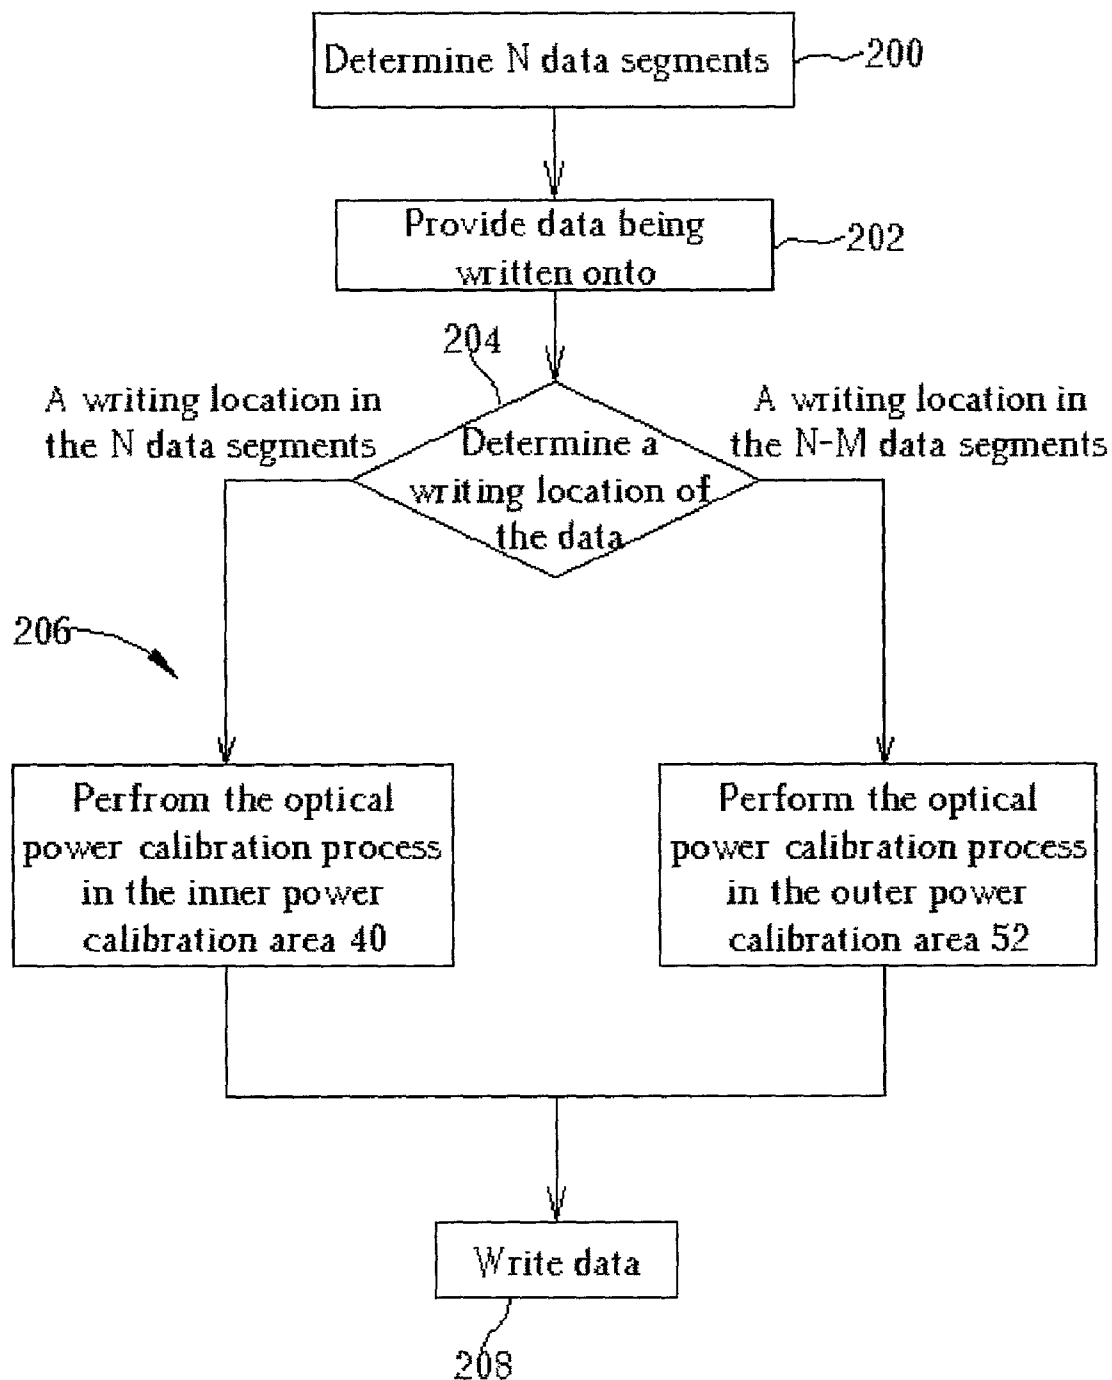 Determine N data segments
200
Provide data being
written onto
202
204
A writing location in
the N data segments
Determine a
writing location of
the data
A writing location in
the N-M data segments
206
Perfrom the optical
power calibration process
in the inner power
calibration area 40
Perform the optical
power calibration process
in the outer power
calibration area 52
Write data
208